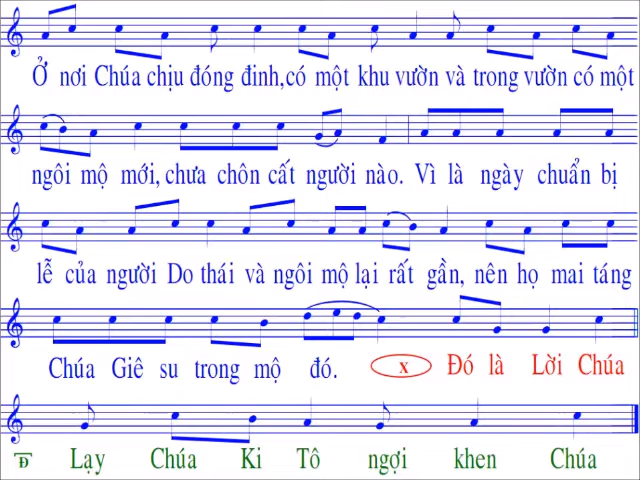 Ở nơi Chúa chịu đóng đinh, có một khu vườn và trong vườn có một
ngôi mộ mới, chưa chôn cất người nào. Vì là ngày chuẩn bị
lễ của người Do thái và ngôi mộ lại rất gần, nên họ mai táng
Chúa Giê su trong mộ đó. x Đó là Lời Chúa
Đ Lạy Chúa Ki Tô ngợi khen Chúa